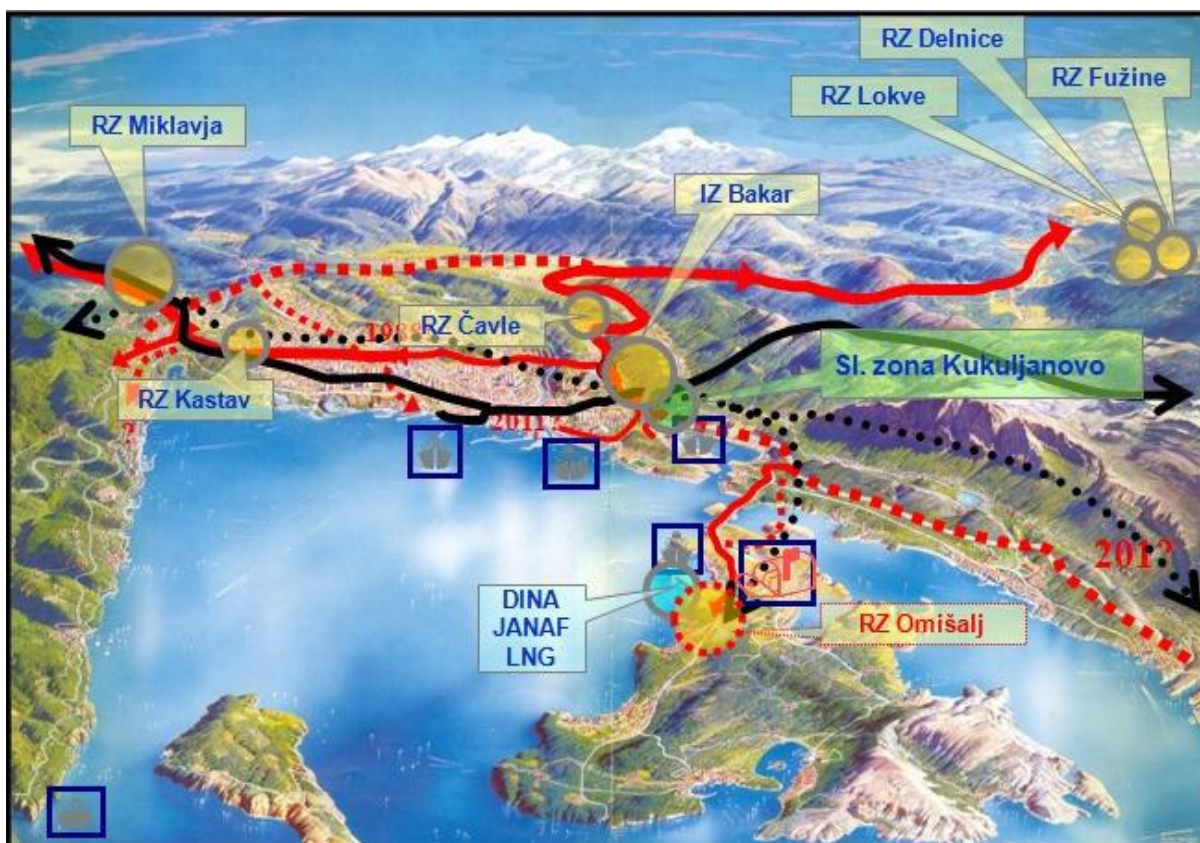 RZ Delnice
RZ Fužine
RZ Lokve
RZ Miklavja
IZ Bakar
RZ Čavle
1988
Sl. zona Kukuljanovo
RZ Kastav
2011
201?
?
DINA
JANAF
LNG
RZ Omišalj